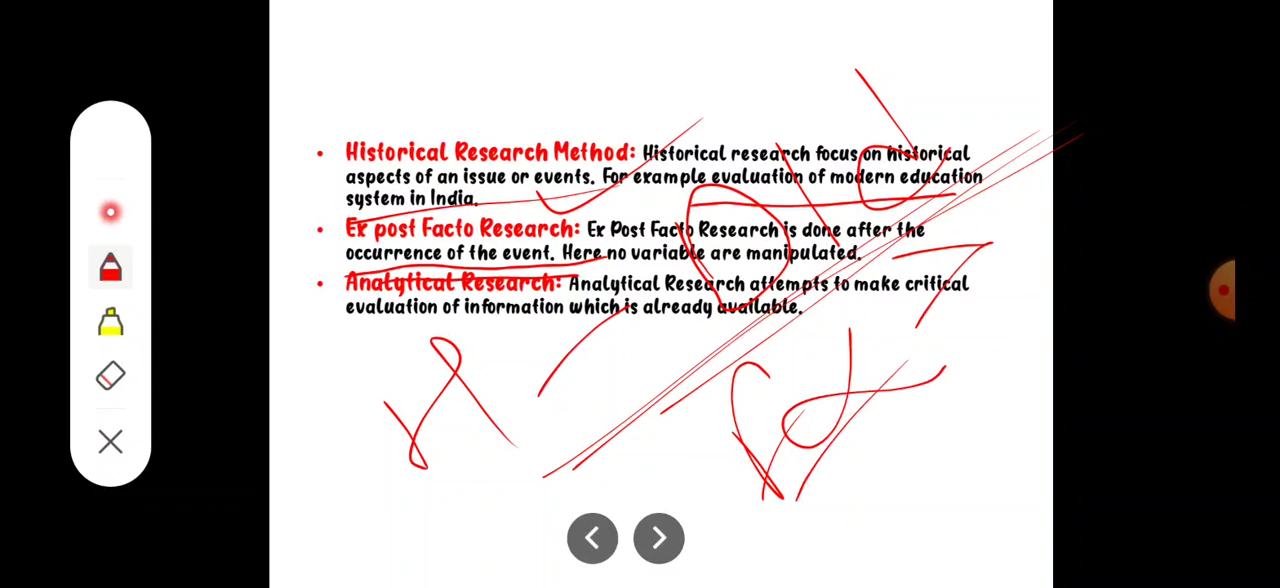 • Historical Research Method: Historical research focus on historical
aspects of an issue or events. For example evaluation of modern education
system in India.
• Ex post Facto Research: Ex Post Facto Research is done after the
occurrence of the event. Here no variable are manipulated.
• Analytical Research: Analytical Research attempts to make critical
evaluation of information which is already available.